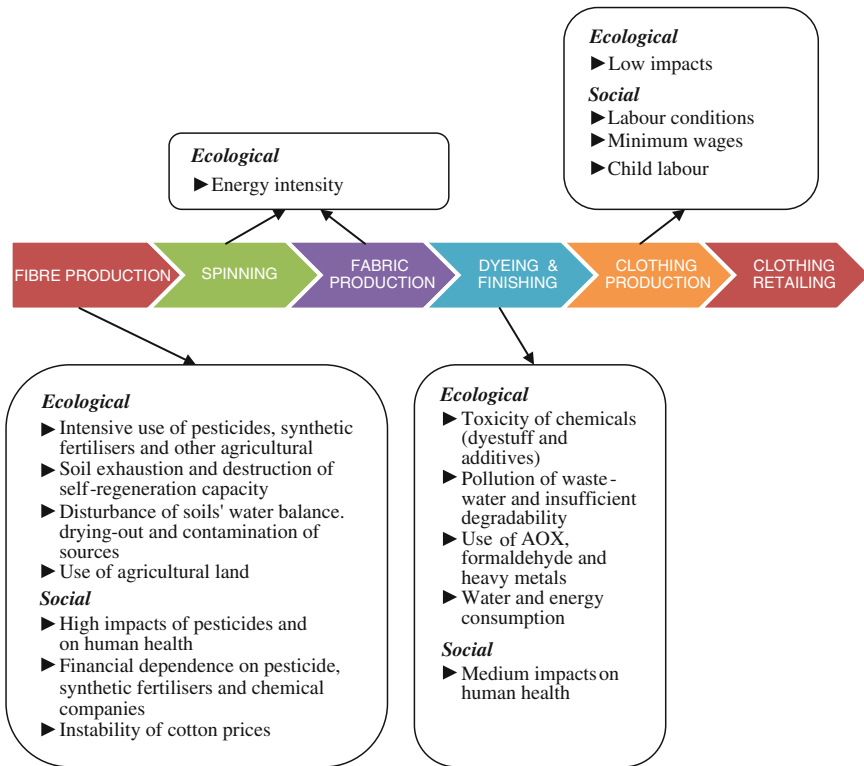 Ecological
►Low impacts
Social
►Labour conditions
►Minimum wages
►Child labour
Ecological
►Energy intensity
FIBRE PRODUCTION
SPINNING
FABRIC
PRODUCTION
DYEING &
FINISHING
CLOTHING
PRODUCTION
CLOTHING
RETAILING
Ecological
►Intensive use of pesticides, synthetic
fertilisers and other agricultural
►Soil exhaustion and destruction of
self-regeneration capacity
►Disturbance of soils' water balance.
drying-out and contamination of
sources
►Use of agricultural land
Social
►High impacts of pesticides and
on human health
►Financial dependence on pesticide,
synthetic fertilisers and chemical
companies
►Instability of cotton prices
Ecological
►Toxicity of chemicals
(dyestuff and
additives)
►Pollution of waste-
water and insufficient
degradability
►Use of AOX,
formaldehyde and
heavy metals
►Water and energy
consumption
Social
►Medium impacts on
human health